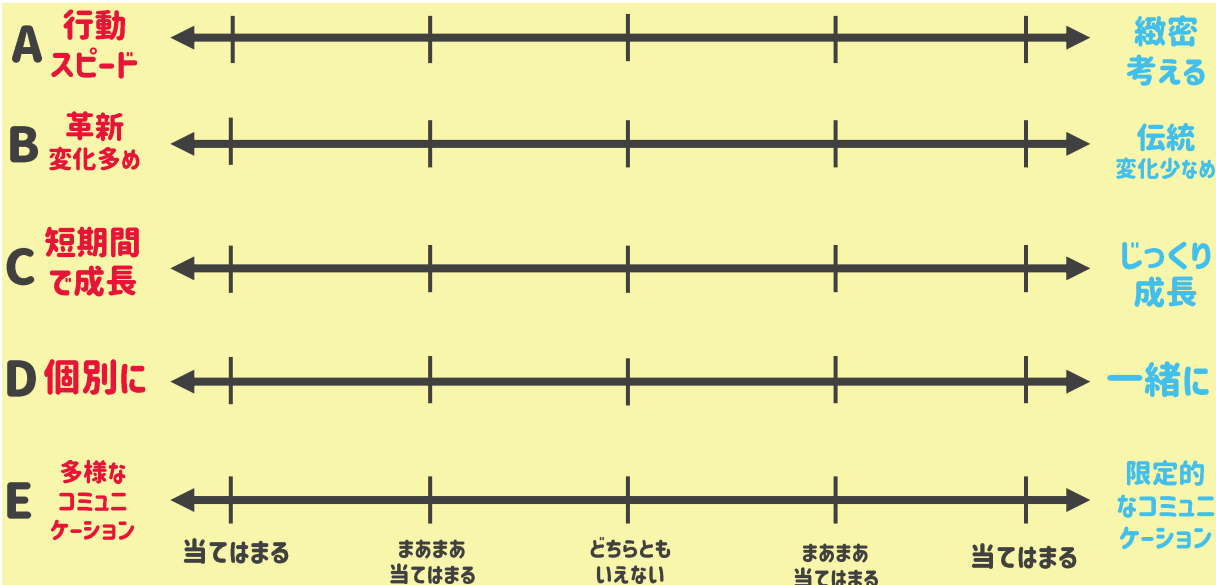 A
行動
スピード
緻密
考える
B
革新
変化多め
伝統
変化少なめ
C
短期間
で成長
じっくり
成長
D
個別に
一緒に
E
多様な
コミュニ
ケーション
限定的
なコミュニ
ケーション
当てはまる
まあまあ
当てはまる
どちらとも
いえない
まあまあ
当てはまる
当てはまる